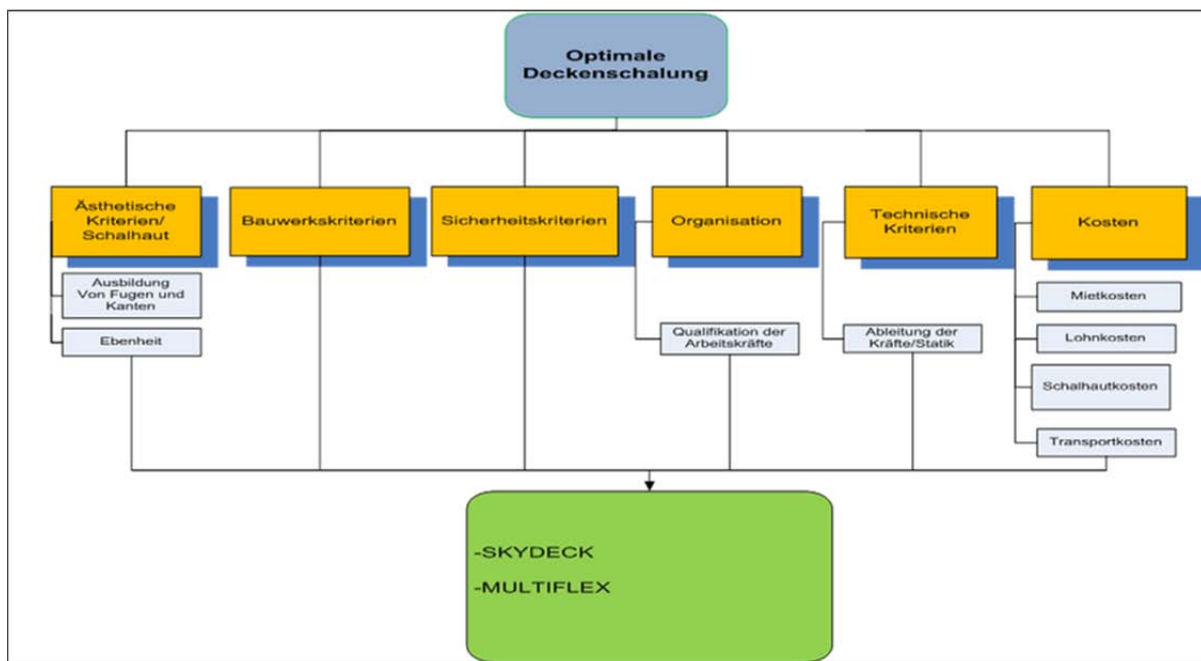 Optimale
Deckenschalung
Ästhetische
Kriterien/
Schalhaut
Bauwerkskriterien
Sicherheitskriterien
Organisation
Technische
Kriterien
Kosten
Ausbildung
Von Fugen und
Kanten
Ebenheit
Qualifikation der
Arbeitskräfte
Ableitung der
Kräfte/Statik
Mietkosten
Lohnkosten
Schalhautkosten
Transportkosten
-SKYDECK
-MULTIFLEX